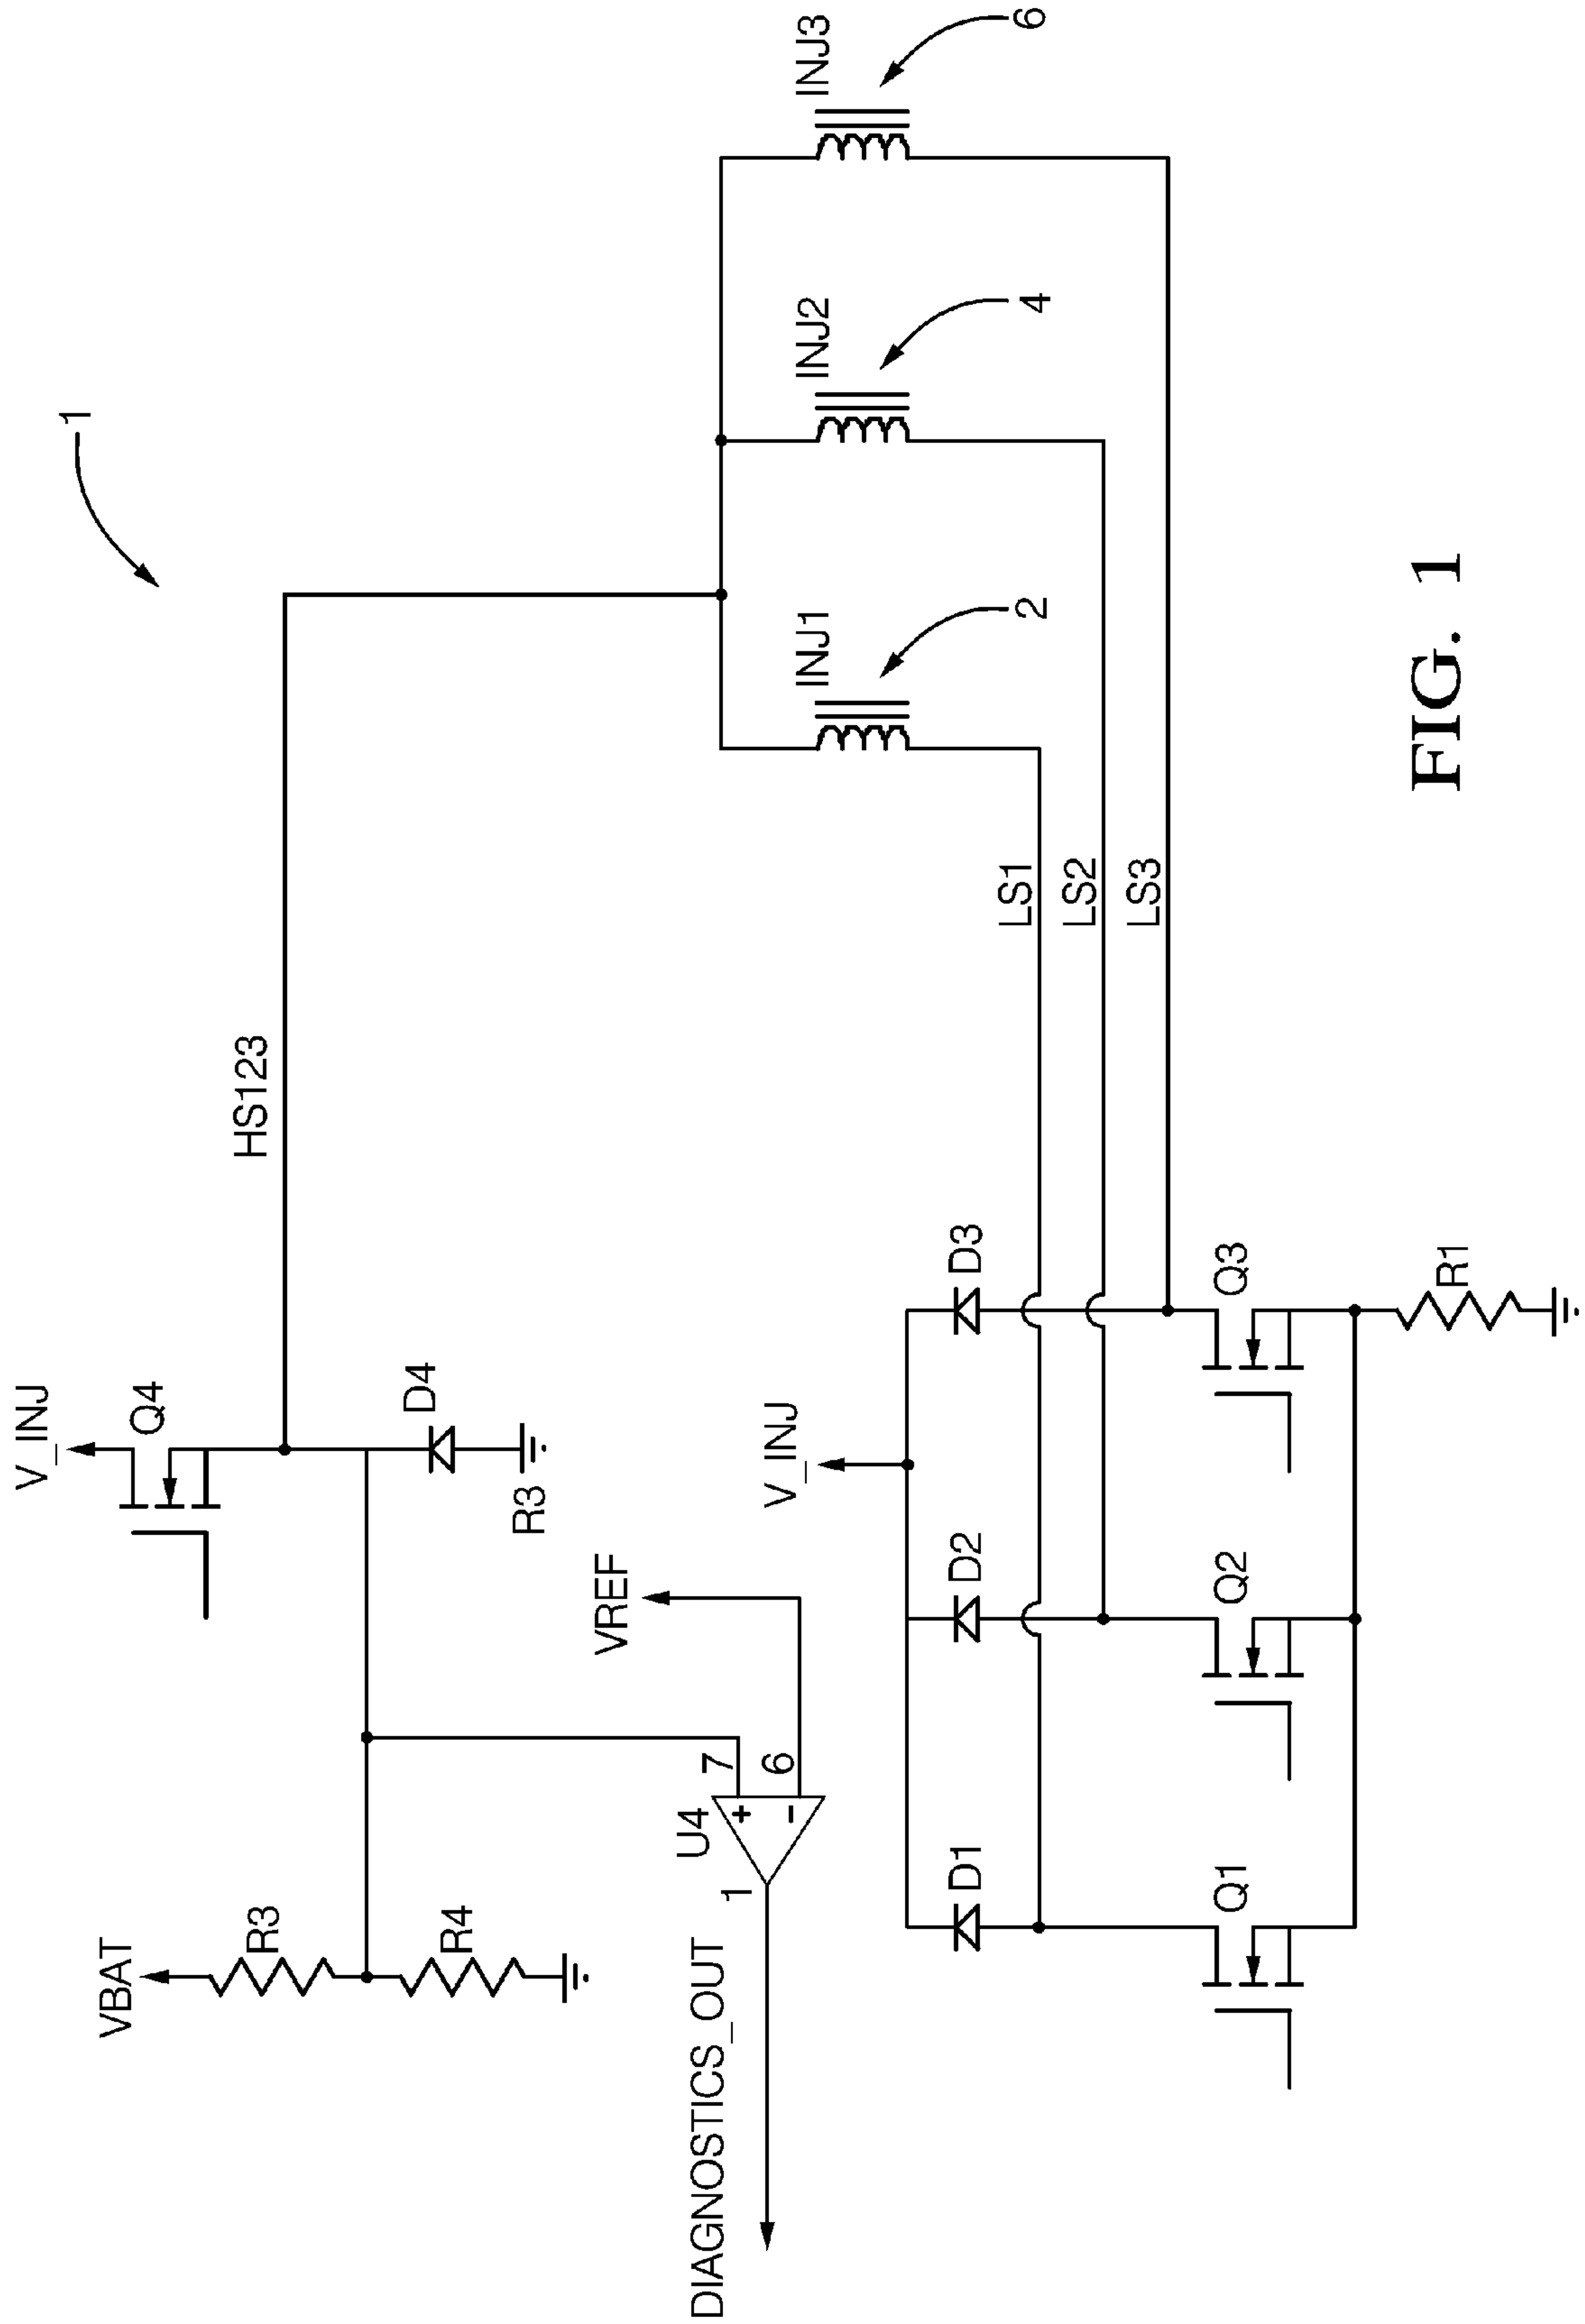 1
V_INJ
Q4
HS123
VBAT
R3
D4
R4
R3
VREF
U4
7
6
+
-
1
DIAGNOSTICS_OUT
INJ1
INJ2
INJ3
2
4
6
V_INJ
D1
D2
D3
LS1
LS2
LS3
Q1
Q2
Q3
R1
FIG. 1